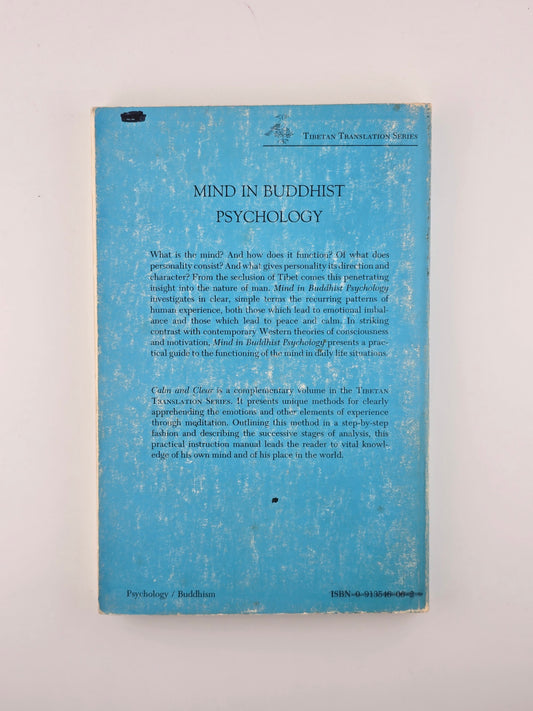 TIBETAN TRANSLATION SERIES
MIND IN BUDDHIST
PSYCHOLOGY
What is the mind? And how does it function? Of what does
personality consist? And what gives personality its direction and
character? From the seclusion of Tibet comes this penetrating
insight into the nature of man. Mind in Buddhist Psychology
investigates in clear, simple terms the recurring patterns of
human experience, both those which lead to emotional imbal-
ance and those which lead to peace and calm. In striking
contrast with contemporary Western theories of consciousness
and motivation, Mind in Buddhist Psychology presents a prac-
tical guide to the functioning of the mind in daily life situations.
Calm and Clear is a complementary volume in the TIBETAN
TRANSLATION SERIES. It presents unique methods for clearly
apprehending the emotions and other elements of experience
through meditation. Outlining this method in a step-by-step
fashion and describing the successive stages of analysis, this
practical instruction manual leads the reader to vital knowl-
edge of his own mind and of his place in the world.
Psychology / Buddhism
ISBN 0-913546-06-2